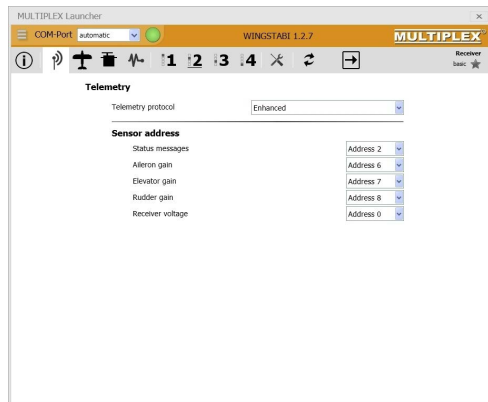 MULTIPLEX Launcher
COM-Port automatic WINGSTABI 1.2.7 MULTIPLEX
1 2 3 4 Receiver
basic
Telemetry
Telemetry protocol Enhanced
Sensor address
Status messages Address 2
Aileron gain Address 6
Elevator gain Address 7
Rudder gain Address 8
Receiver voltage Address 0